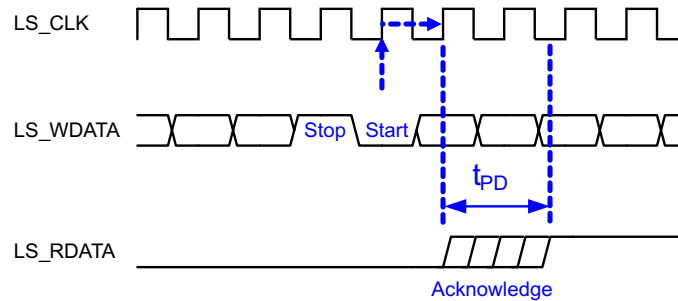 LS_CLK
LS_WDATA
Stop
Start
tPD
LS_RDATA
Acknowledge